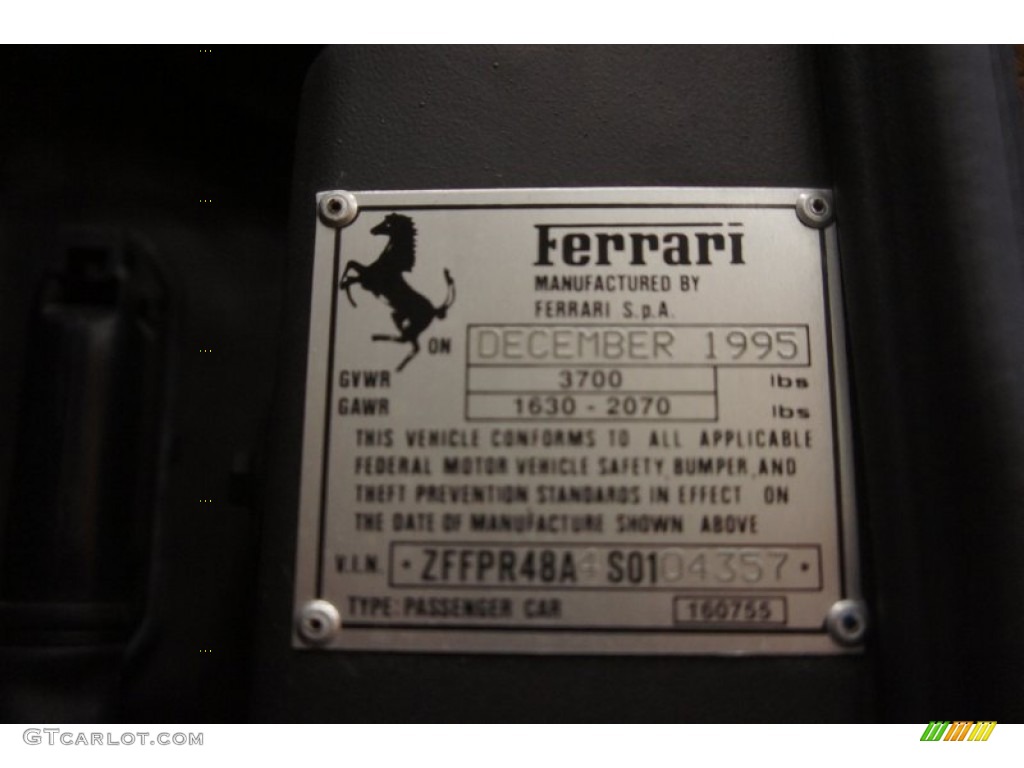 Ferrari
MANUFACTURED BY
FERRARI S.p.A.
ON DECEMBER 1995
GVWR 3700 lbs
GAWR 1630 - 2070 lbs
THIS VEHICLE CONFORMS TO ALL APPLICABLE
FEDERAL MOTOR VEHICLE SAFETY, BUMPER, AND
THEFT PREVENTION STANDARDS IN EFFECT ON
THE DATE OF MANUFACTURE SHOWN ABOVE
V.I.N. • ZFFPR48A4S0104357 •
TYPE: PASSENGER CAR 160755
GTCARLOT.COM